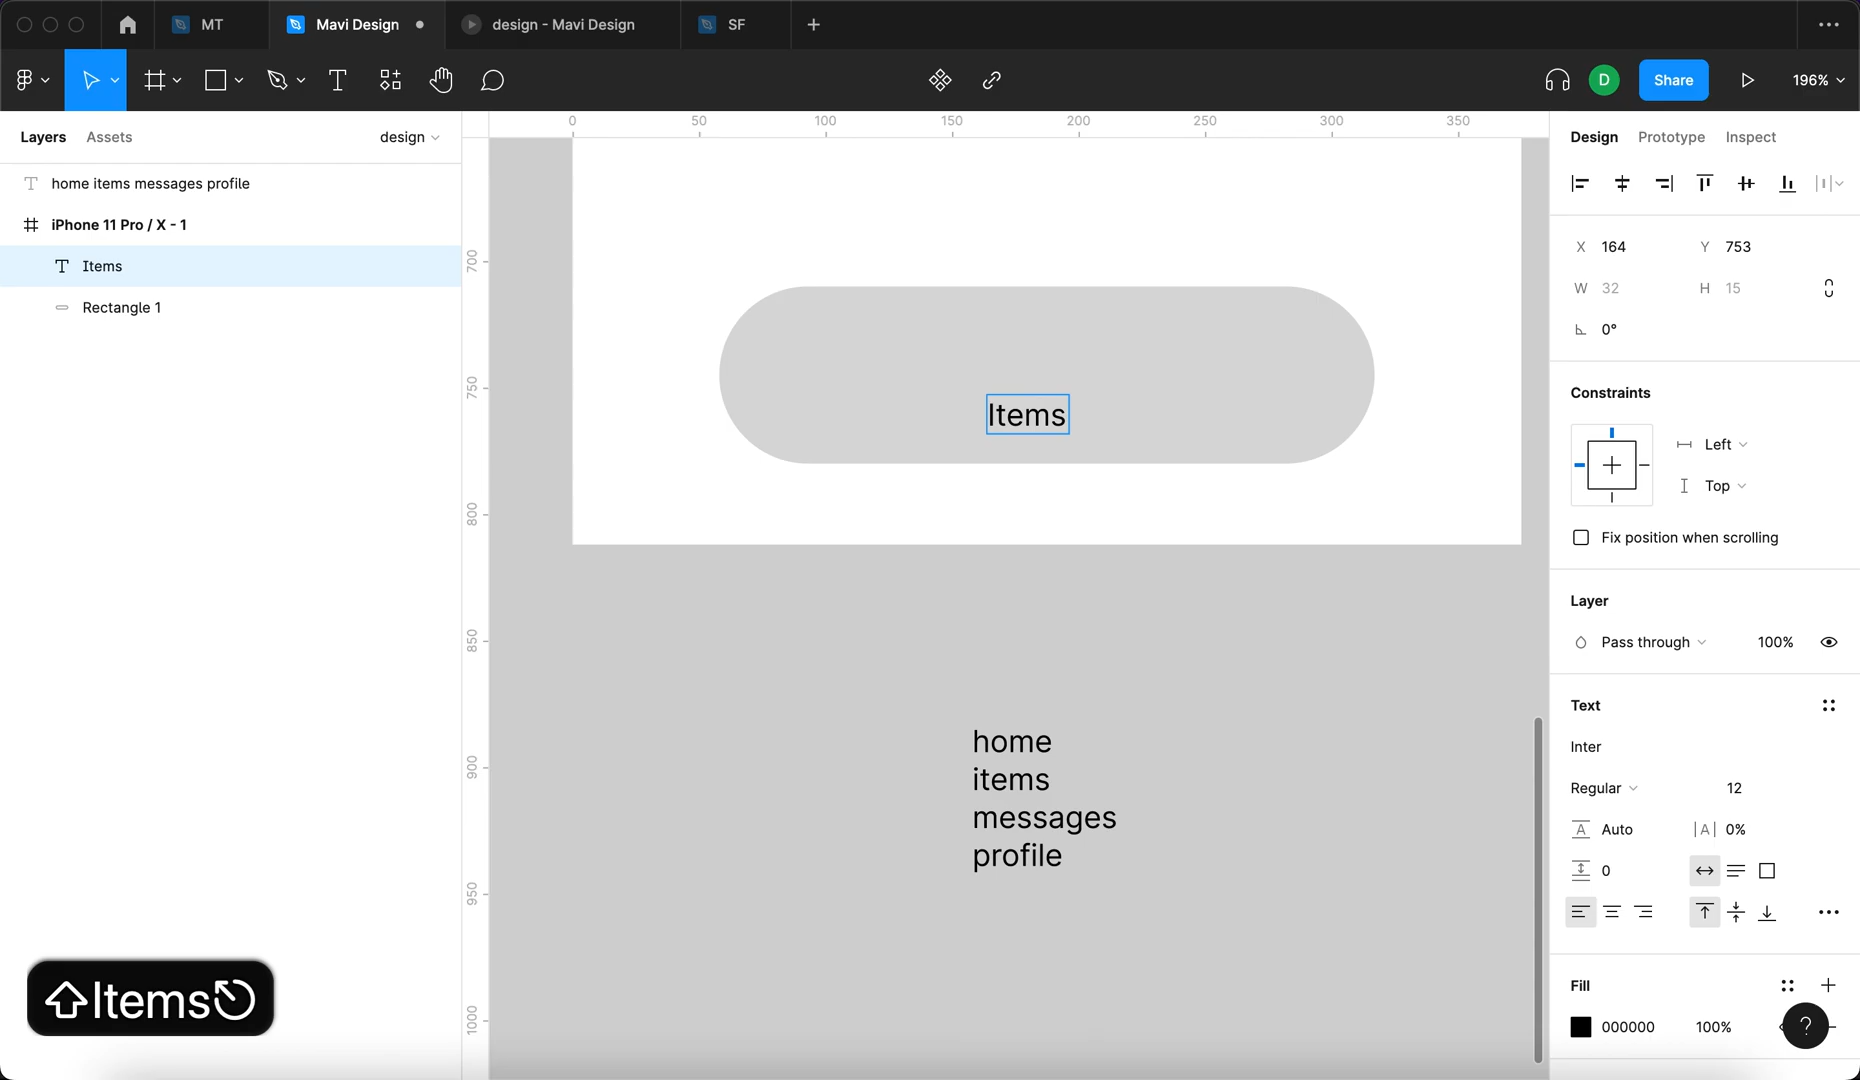 MT
Mavi Design
design - Mavi Design
SF
D
Share
196%
Layers
Assets
design
home items messages profile
iPhone 11 Pro / X - 1
Items
Rectangle 1
0
50
100
150
200
250
300
350
700
750
800
850
900
950
1000
Items
home
items
messages
profile
⇧Items⎋
Design
Prototype
Inspect
X 164
Y 753
W 32
H 15
0°
Constraints
Left
Top
Fix position when scrolling
Layer
Pass through
100%
Text
Inter
Regular
12
A Auto
|A| 0%
0
Fill
000000
100%
?